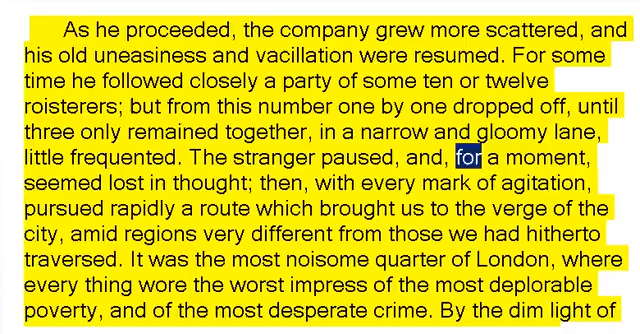 As he proceeded, the company grew more scattered, and
his old uneasiness and vacillation were resumed. For some
time he followed closely a party of some ten or twelve
roisterers; but from this number one by one dropped off, until
three only remained together, in a narrow and gloomy lane,
little frequented. The stranger paused, and, for a moment,
seemed lost in thought; then, with every mark of agitation,
pursued rapidly a route which brought us to the verge of the
city, amid regions very different from those we had hitherto
traversed. It was the most noisome quarter of London, where
every thing wore the worst impress of the most deplorable
poverty, and of the most desperate crime. By the dim light of